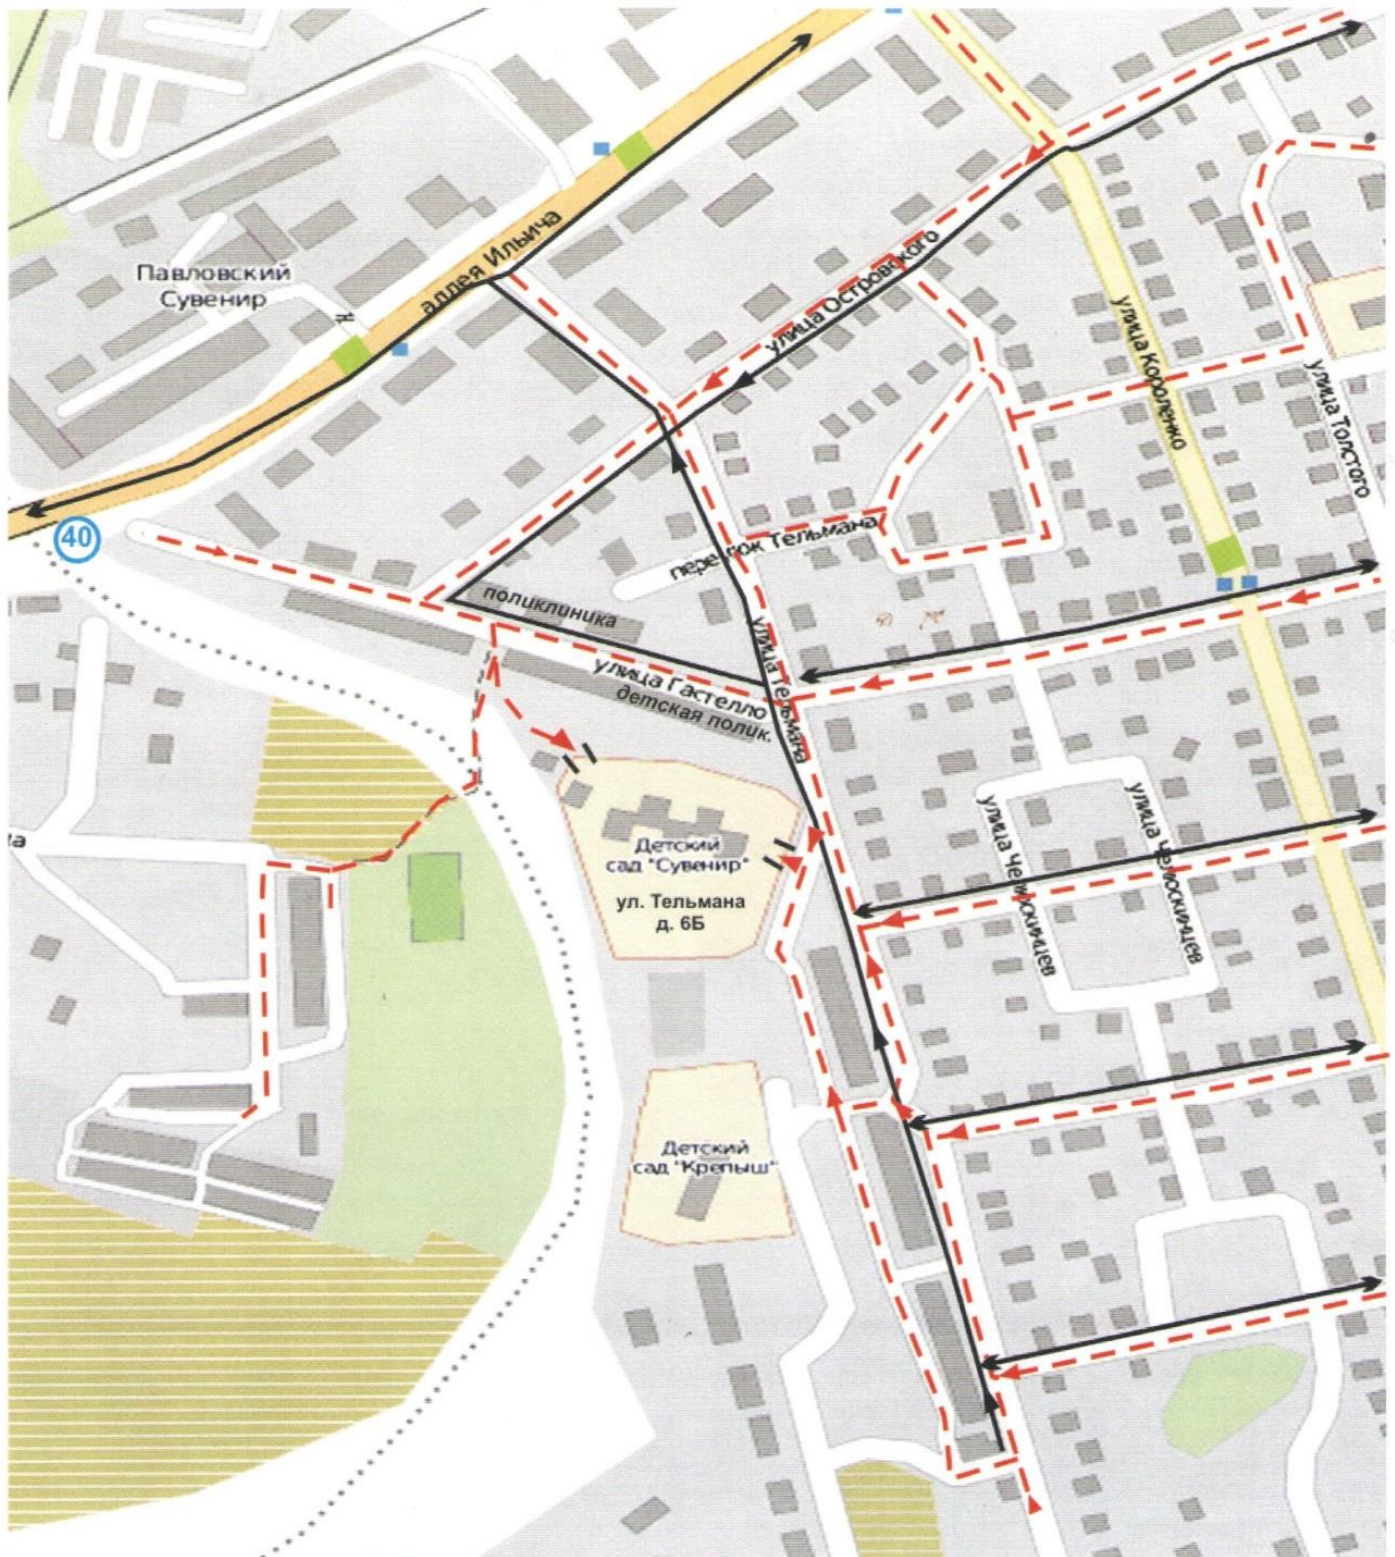 аллея Ильича
Павловский
Сувенир
улица Островского
улица Короленко
улица Толстого
40
переулок Тельмана
поликлиника
улица Тельмана
улица Гастелло
детская полик.
Детский
сад "Сувенир"
ул. Тельмана
д. 6Б
улица Челюскинцев
улица Челюскинцев
на
Детский
сад "Крепыш"